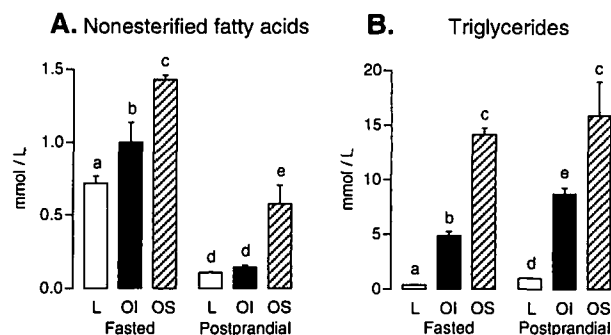 A. Nonesterified fatty acids
mmol / L
1.5
1.0
0.5
0.0
a
b
c
d
d
e
L OI OS L OI OS
Fasted Postprandial
B. Triglycerides
mmol / L
20
15
10
5
0
a
b
c
d
e
c
L OI OS L OI OS
Fasted Postprandial